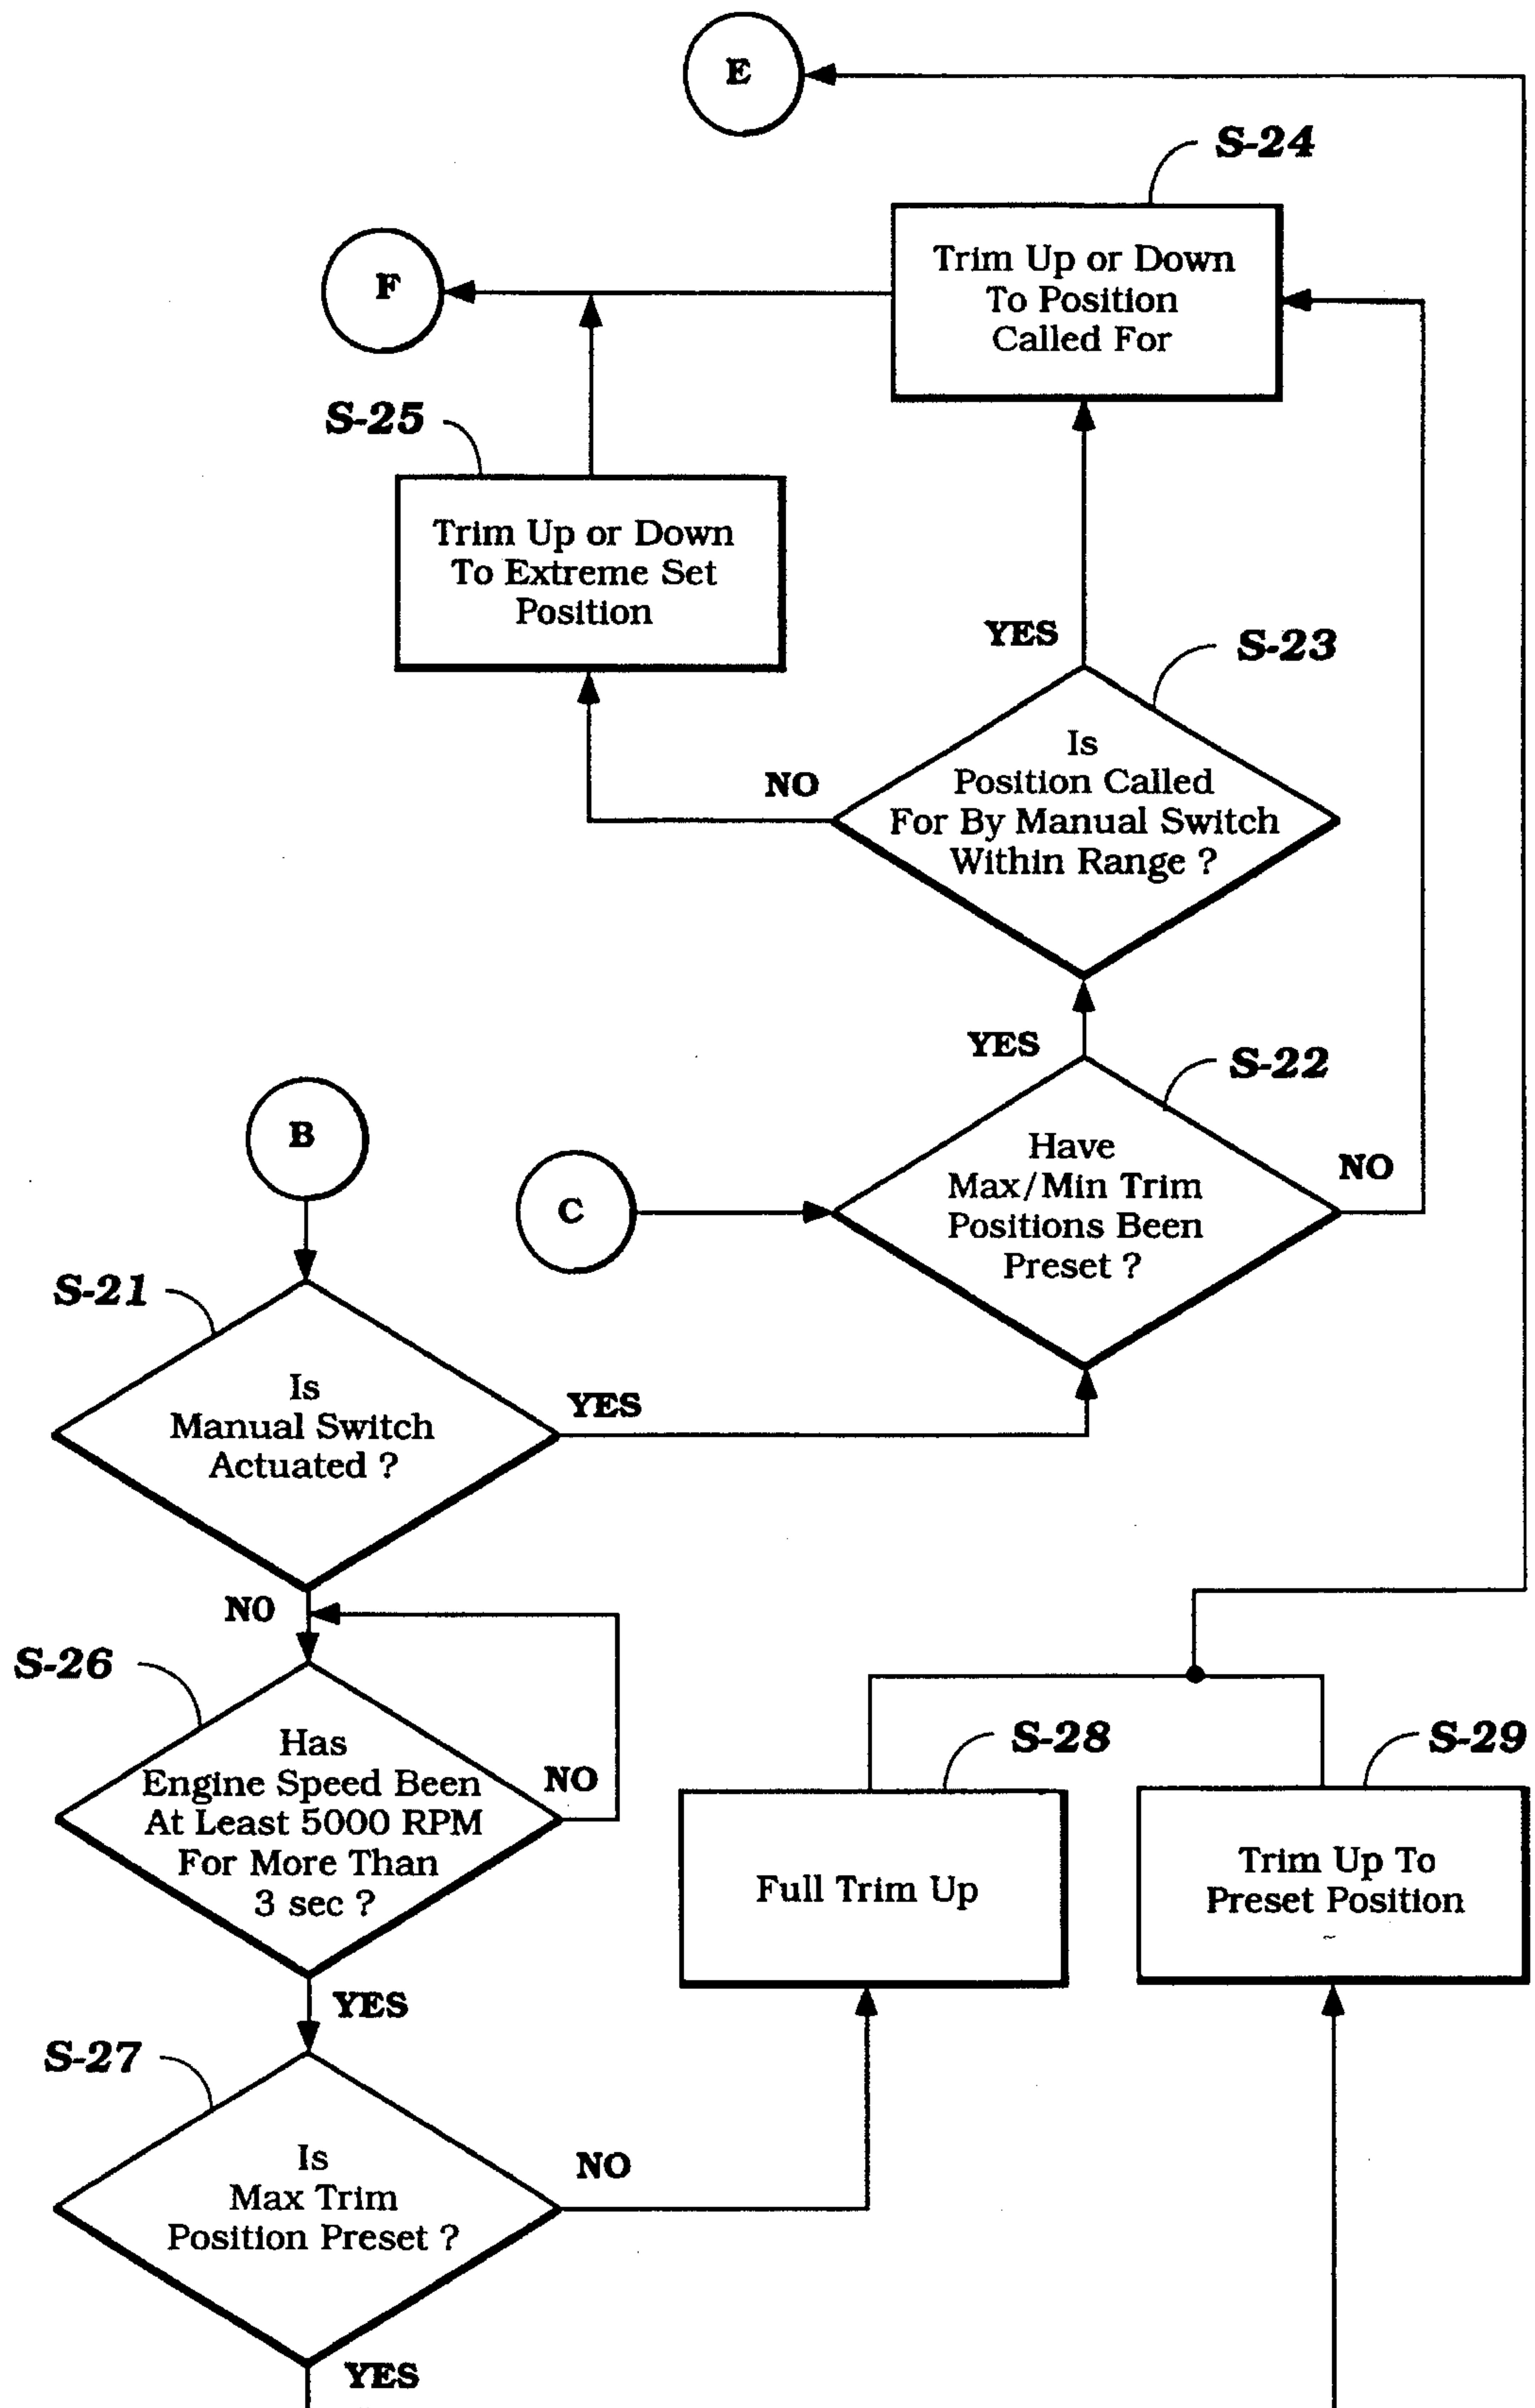 E
S-24
Trim Up or Down
To Position
Called For
F
S-25
Trim Up or Down
To Extreme Set
Position
YES
S-23
Is
Position Called
For By Manual Switch
Within Range ?
NO
YES
S-22
Have
Max/Min Trim
Positions Been
Preset ?
NO
B
C
S-21
Is
Manual Switch
Actuated ?
YES
NO
S-26
Has
Engine Speed Been
At Least 5000 RPM
For More Than
3 sec ?
NO
S-28
Full Trim Up
S-29
Trim Up To
Preset Position
YES
S-27
Is
Max Trim
Position Preset ?
NO
YES